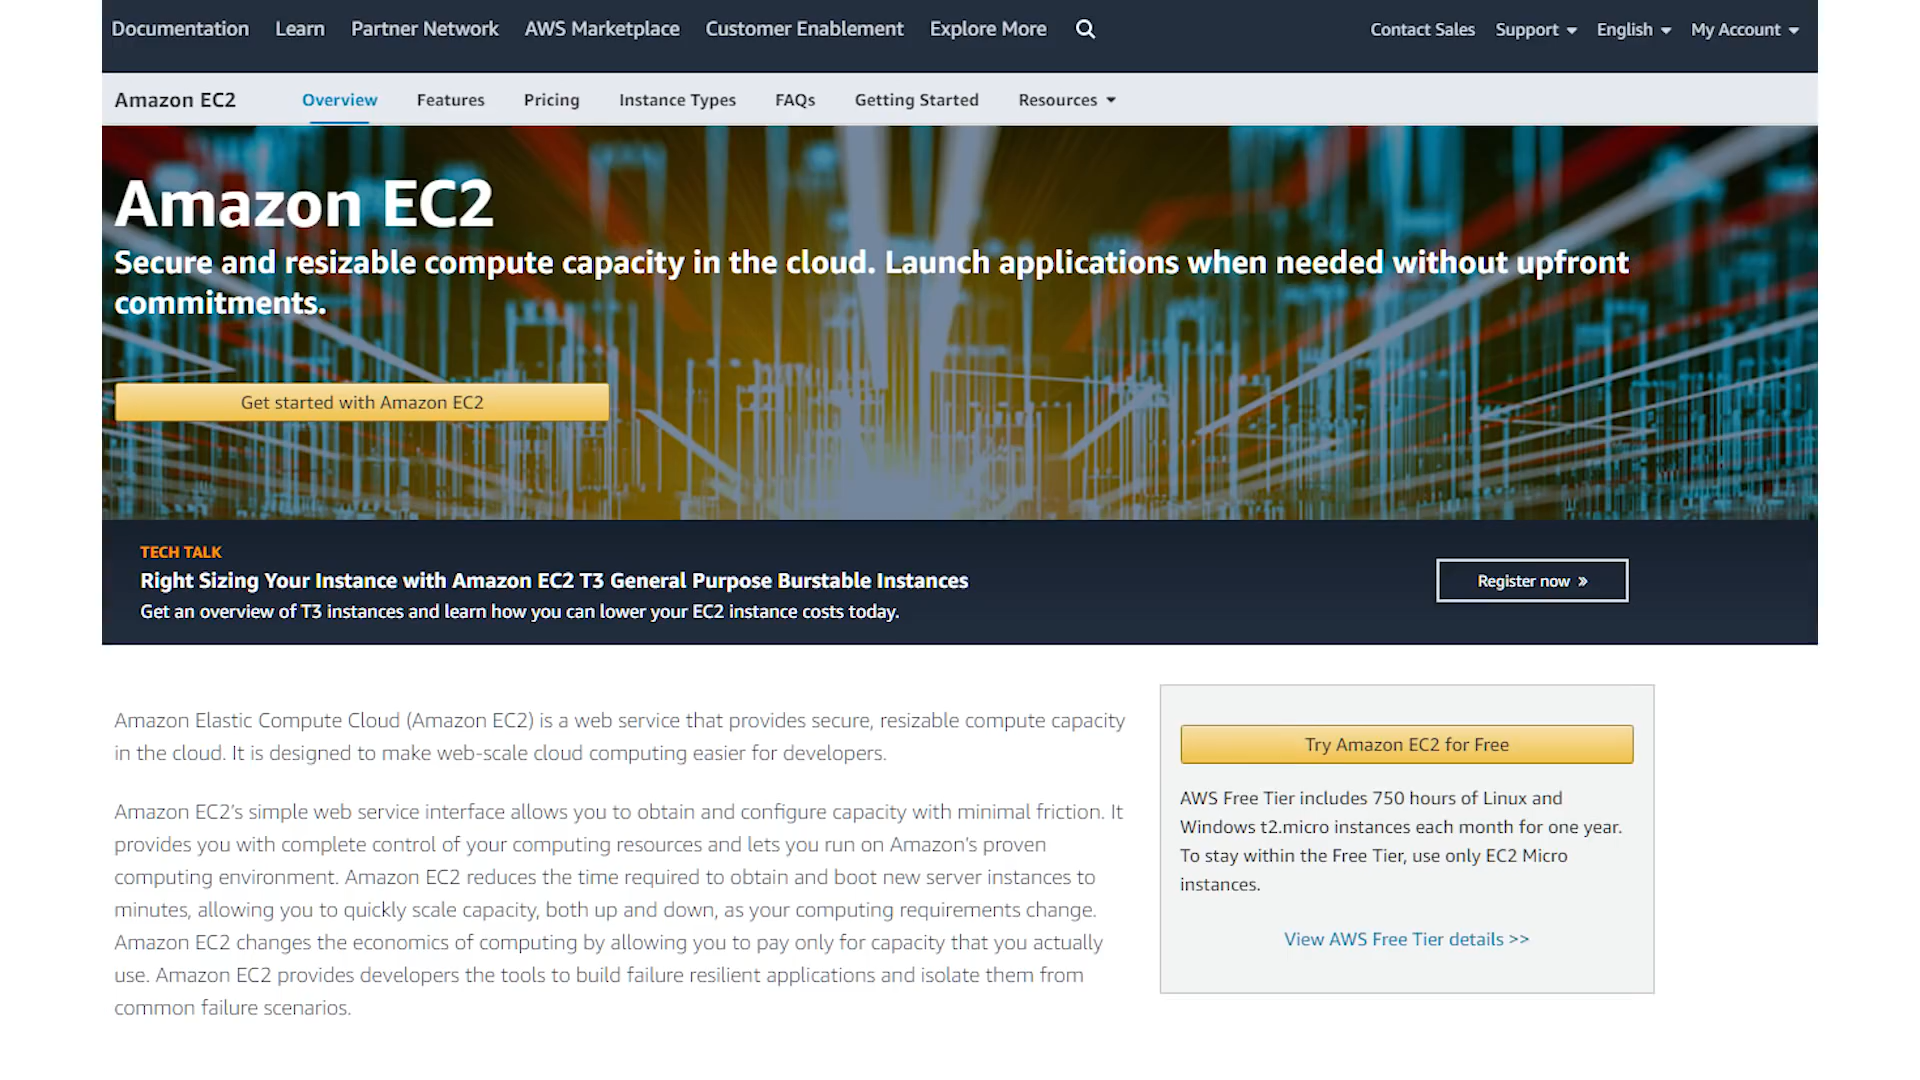 Documentation Learn Partner Network AWS Marketplace Customer Enablement Explore More Contact Sales Support English My Account
Amazon EC2 Overview Features Pricing Instance Types FAQs Getting Started Resources
Amazon EC2
Secure and resizable compute capacity in the cloud. Launch applications when needed without upfront
commitments.
Get started with Amazon EC2
TECH TALK
Right Sizing Your Instance with Amazon EC2 T3 General Purpose Burstable Instances
Get an overview of T3 instances and learn how you can lower your EC2 instance costs today.
Register now »
Amazon Elastic Compute Cloud (Amazon EC2) is a web service that provides secure, resizable compute capacity
in the cloud. It is designed to make web-scale cloud computing easier for developers.
Amazon EC2’s simple web service interface allows you to obtain and configure capacity with minimal friction. It
provides you with complete control of your computing resources and lets you run on Amazon’s proven
computing environment. Amazon EC2 reduces the time required to obtain and boot new server instances to
minutes, allowing you to quickly scale capacity, both up and down, as your computing requirements change.
Amazon EC2 changes the economics of computing by allowing you to pay only for capacity that you actually
use. Amazon EC2 provides developers the tools to build failure resilient applications and isolate them from
common failure scenarios.
Try Amazon EC2 for Free
AWS Free Tier includes 750 hours of Linux and
Windows t2.micro instances each month for one year.
To stay within the Free Tier, use only EC2 Micro
instances.
View AWS Free Tier details >>